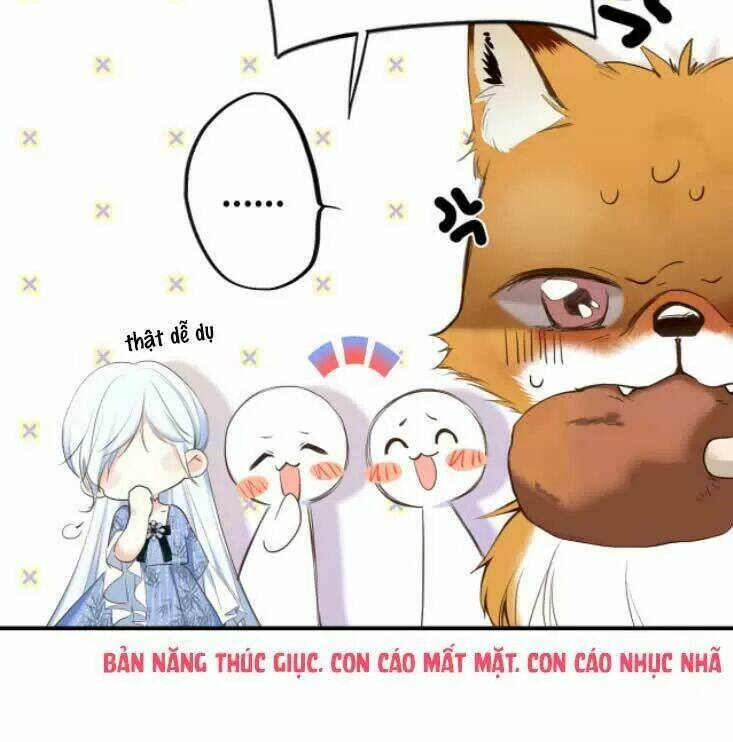 ......
thật dễ dụ
BẢN NĂNG THÚC GIỤC. CON CÁO MẤT MẶT. CON CÁO NHỤC NHÃ